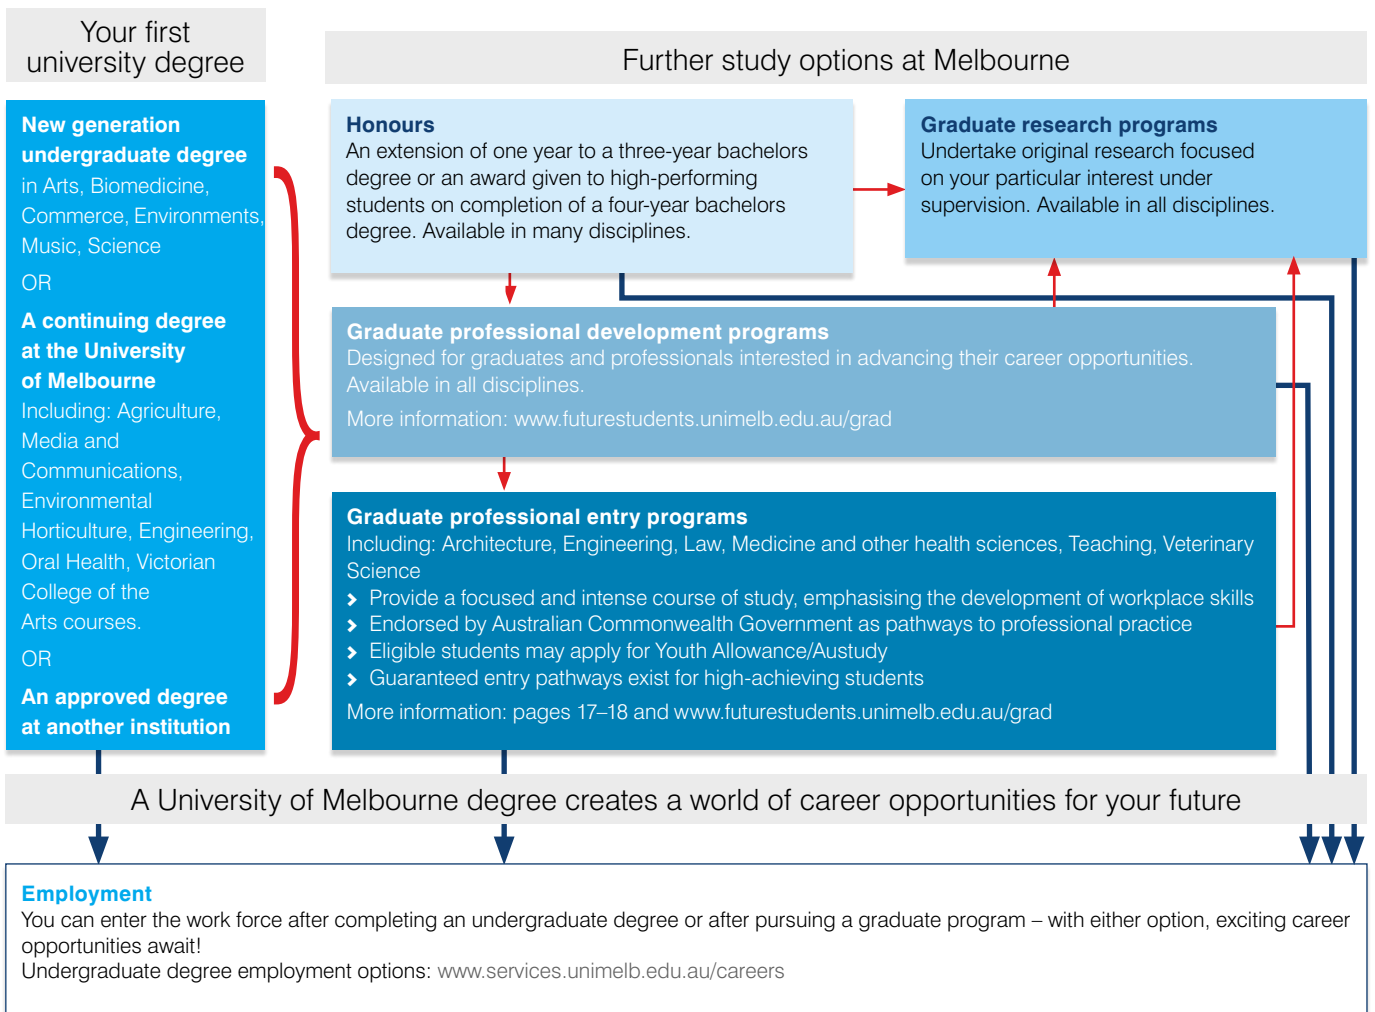 Your first
university degree
Further study options at Melbourne
New generation
undergraduate degree
in Arts, Biomedicine,
Commerce, Environments,
Music, Science
OR
A continuing degree
at the University
of Melbourne
Including: Agriculture,
Media and
Communications,
Environmental
Horticulture, Engineering,
Oral Health, Victorian
College of the
Arts courses.
OR
An approved degree
at another institution
Honours
An extension of one year to a three-year bachelors
degree or an award given to high-performing
students on completion of a four-year bachelors
degree. Available in many disciplines.
Graduate research programs
Undertake original research focused
on your particular interest under
supervision. Available in all disciplines.
Graduate professional development programs
Designed for graduates and professionals interested in advancing their career opportunities.
Available in all disciplines.
More information: www.futurestudents.unimelb.edu.au/grad
Graduate professional entry programs
Including: Architecture, Engineering, Law, Medicine and other health sciences, Teaching, Veterinary
Science
Provide a focused and intense course of study, emphasising the development of workplace skills
Endorsed by Australian Commonwealth Government as pathways to professional practice
Eligible students may apply for Youth Allowance/Austudy
Guaranteed entry pathways exist for high-achieving students
More information: pages 17–18 and www.futurestudents.unimelb.edu.au/grad
A University of Melbourne degree creates a world of career opportunities for your future
Employment
You can enter the work force after completing an undergraduate degree or after pursuing a graduate program – with either option, exciting career
opportunities await!
Undergraduate degree employment options: www.services.unimelb.edu.au/careers